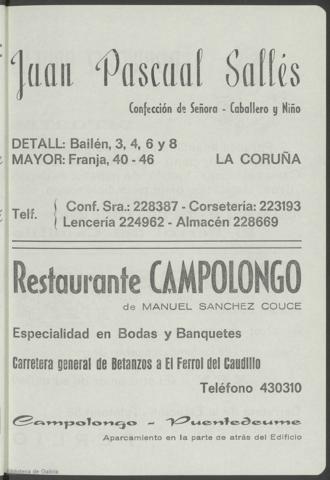 Juan Pascual Sallés
Confección de Señora - Caballero y Niño
DETALL: Bailén, 3, 4, 6 y 8
MAYOR: Franja, 40 - 46 LA CORUÑA
Telf. { Conf. Sra.: 228387 - Corsetería: 223193
Lencería 224962 - Almacén 228669
Restaurante CAMPOLONGO
de MANUEL SANCHEZ COUCE
Especialidad en Bodas y Banquetes
Carretera general de Betanzos a El Ferrol del Caudillo
Teléfono 430310
Campolongo - Puentedeume
Aparcamiento en la parte de atrás del Edificio
Biblioteca de Galicia